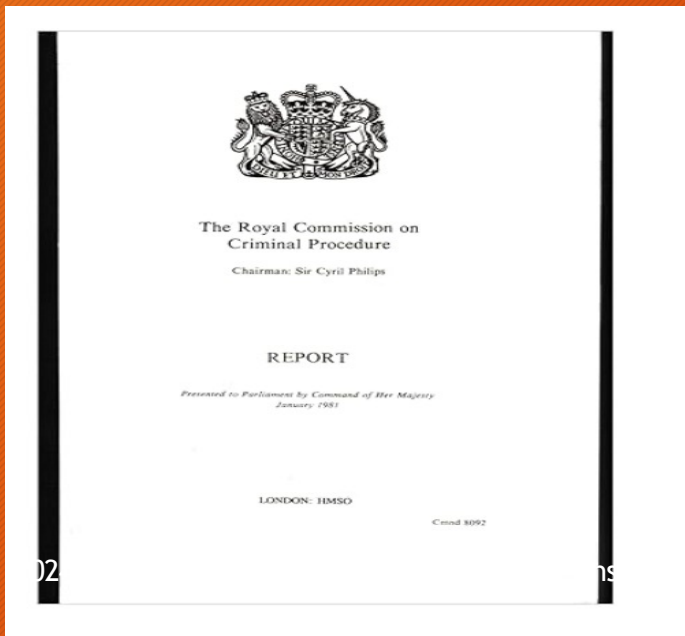 DIEU ET MON DROIT
The Royal Commission on
Criminal Procedure
Chairman: Sir Cyril Philips
REPORT
Presented to Parliament by Command of Her Majesty
January 1981
LONDON: HMSO
Cmnd 8092